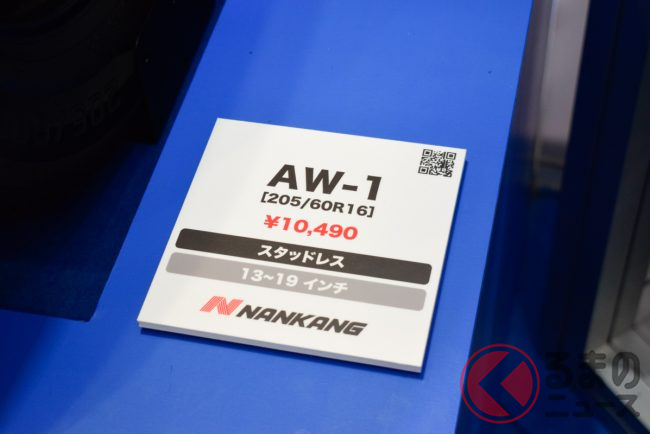 AW-1
[205/60R16]
¥10,490
スタッドレス
13~19 インチ
NANKANG
くるまの
ニュース